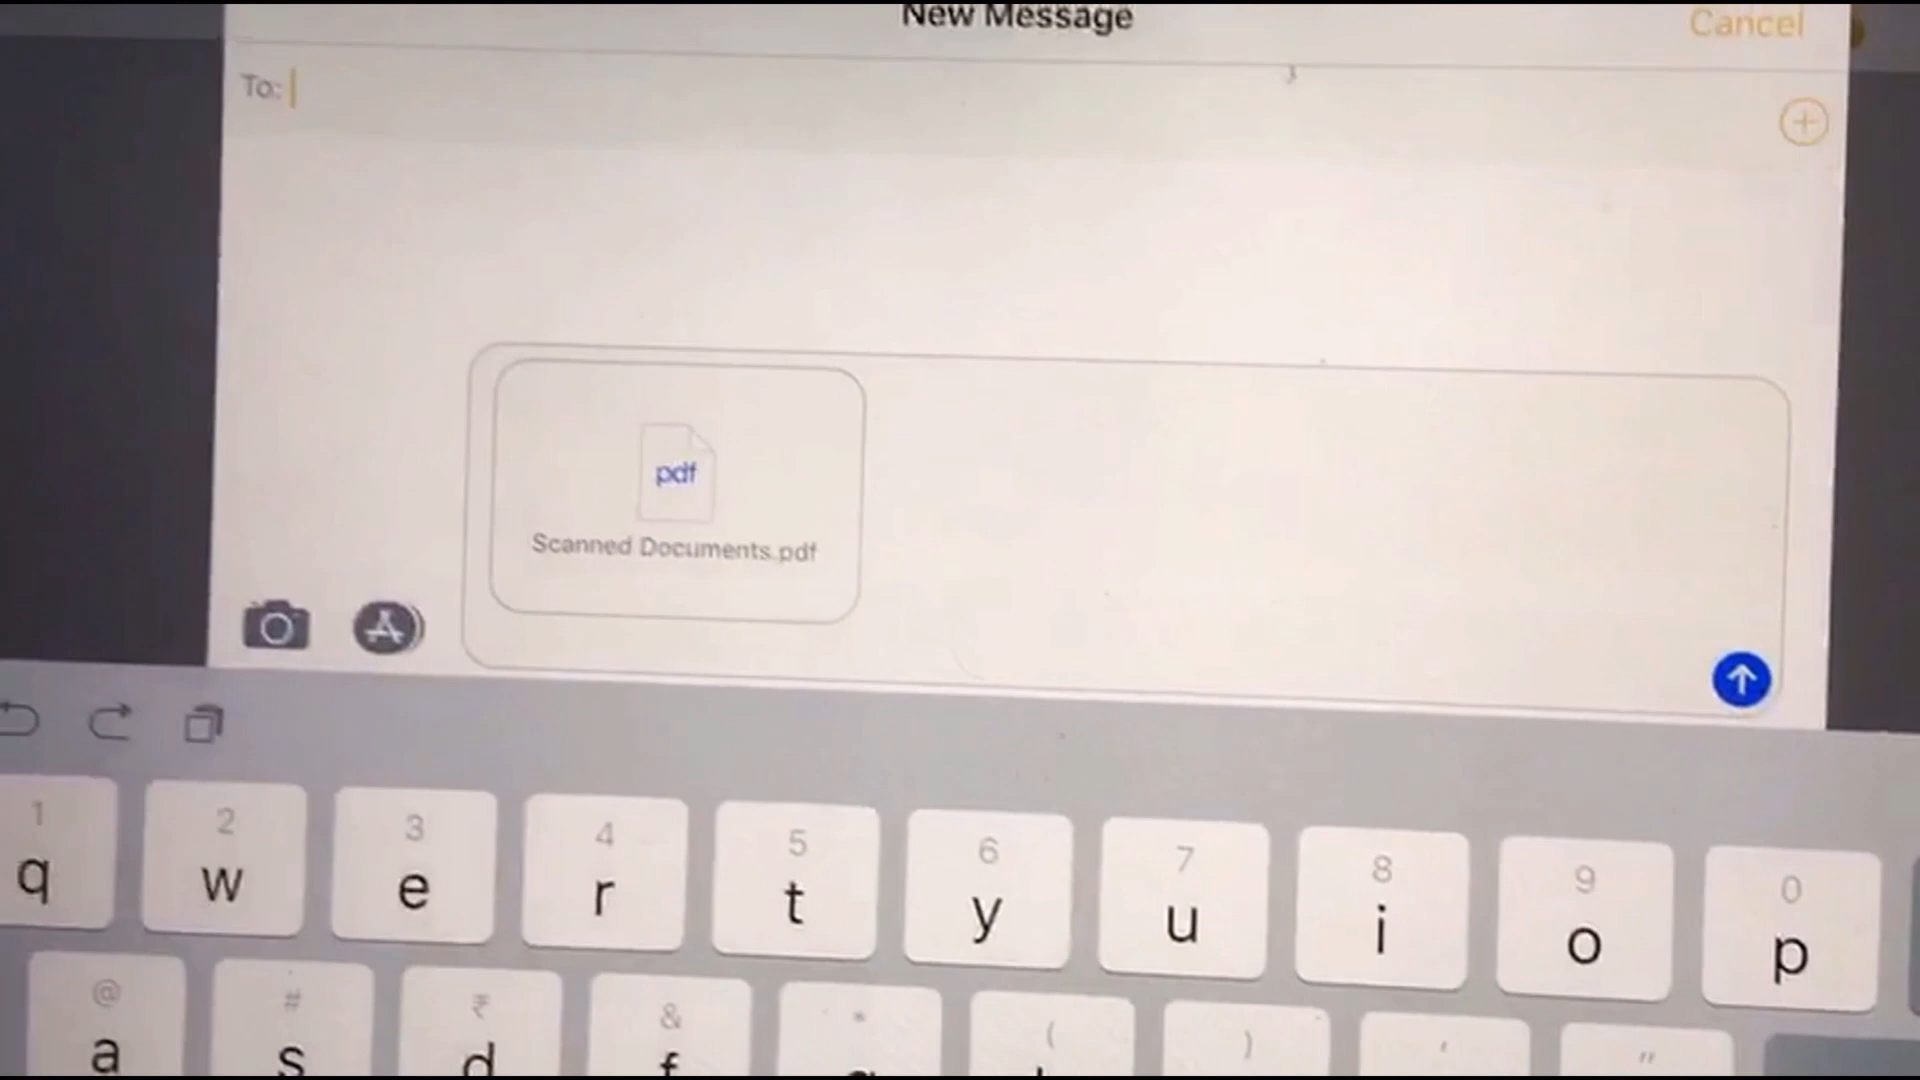 New Message
Cancel
To:
pdf
Scanned Documents.pdf
1 2 3 4 5 6 7 8 9 0
q w e r t y u i o p
@ # ₹ & * ( ) ' "
a s d f